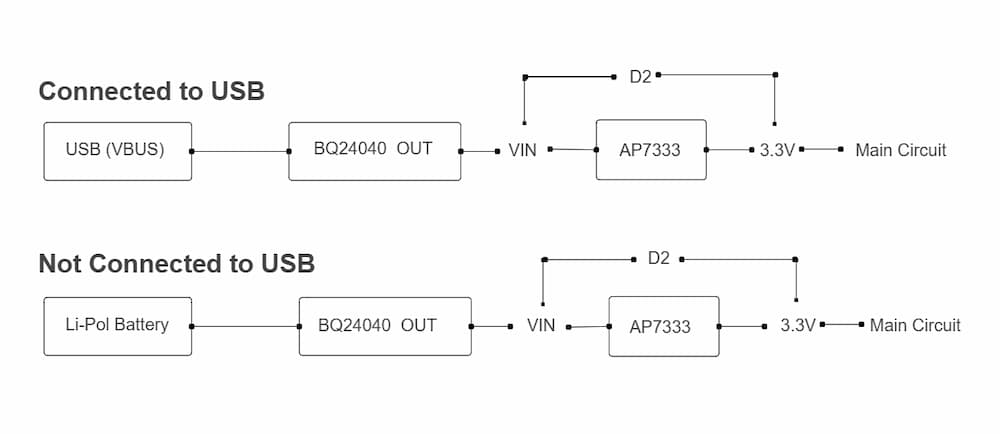 Connected to USB
D2
USB (VBUS)
BQ24040 OUT
VIN
AP7333
3.3V
Main Circuit
Not Connected to USB
D2
Li-Pol Battery
BQ24040 OUT
VIN
AP7333
3.3V
Main Circuit